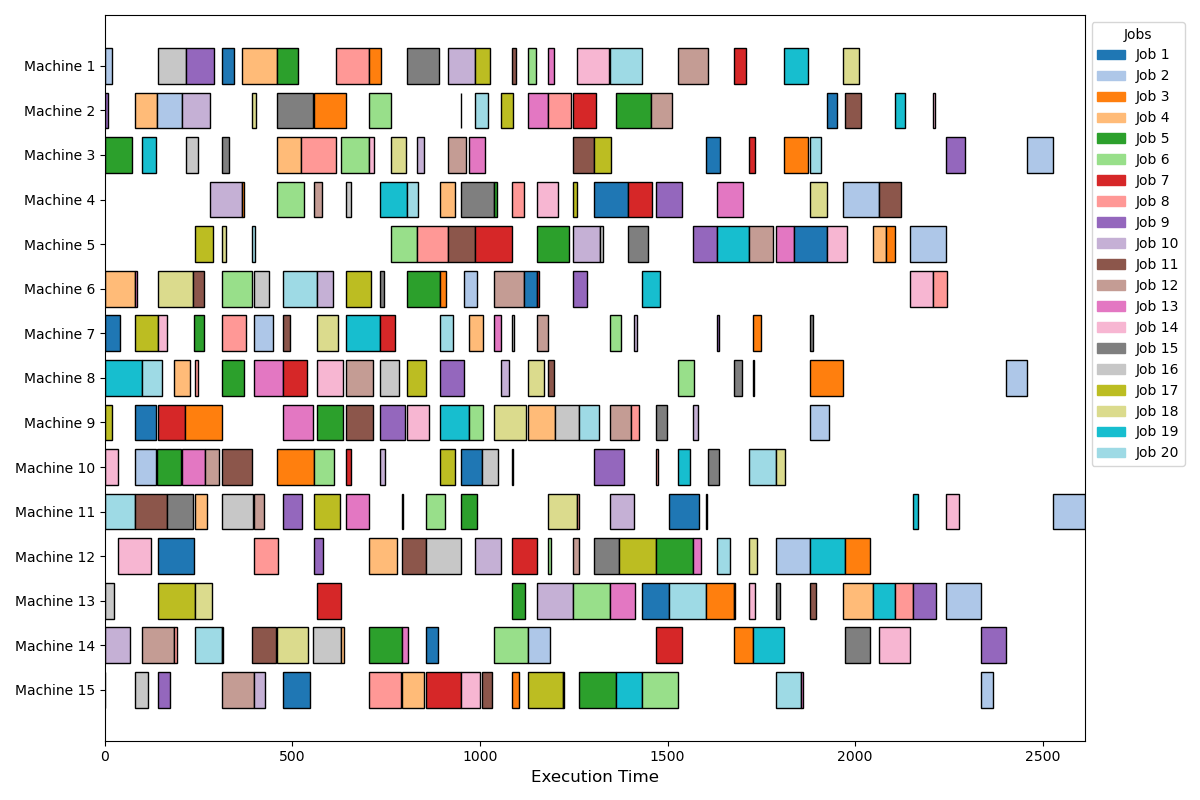 Machine 1
Machine 2
Machine 3
Machine 4
Machine 5
Machine 6
Machine 7
Machine 8
Machine 9
Machine 10
Machine 11
Machine 12
Machine 13
Machine 14
Machine 15
0 500 1000 1500 2000 2500
Execution Time
Jobs
Job 1
Job 2
Job 3
Job 4
Job 5
Job 6
Job 7
Job 8
Job 9
Job 10
Job 11
Job 12
Job 13
Job 14
Job 15
Job 16
Job 17
Job 18
Job 19
Job 20